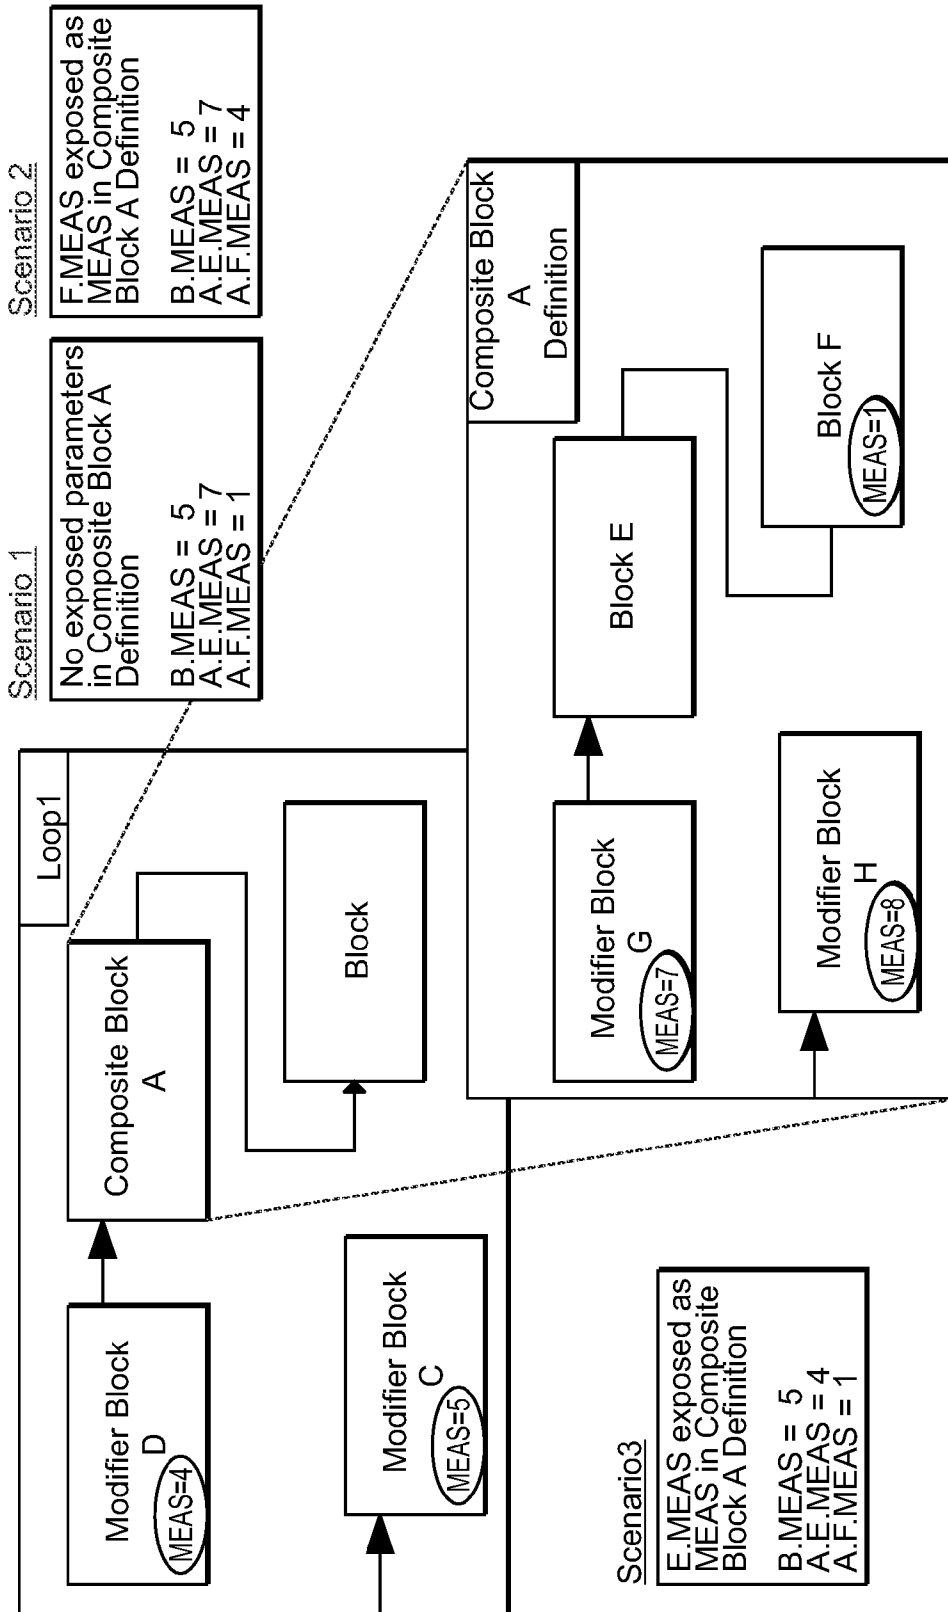 Loop1
Modifier Block
D
MEAS=4
Composite Block
A
Modifier Block
C
MEAS=5
Block
Scenario 1
No exposed parameters
in Composite Block A
Definition
B.MEAS = 5
A.E.MEAS = 7
A.F.MEAS = 1
Scenario 2
F.MEAS exposed as
MEAS in Composite
Block A Definition
B.MEAS = 5
A.E.MEAS = 7
A.F.MEAS = 4
Scenario3
E.MEAS exposed as
MEAS in Composite
Block A Definition
B.MEAS = 5
A.E.MEAS = 4
A.F.MEAS = 1
Composite Block
A
Definition
Modifier Block
G
MEAS=7
Block E
Modifier Block
H
MEAS=8
Block F
MEAS=1